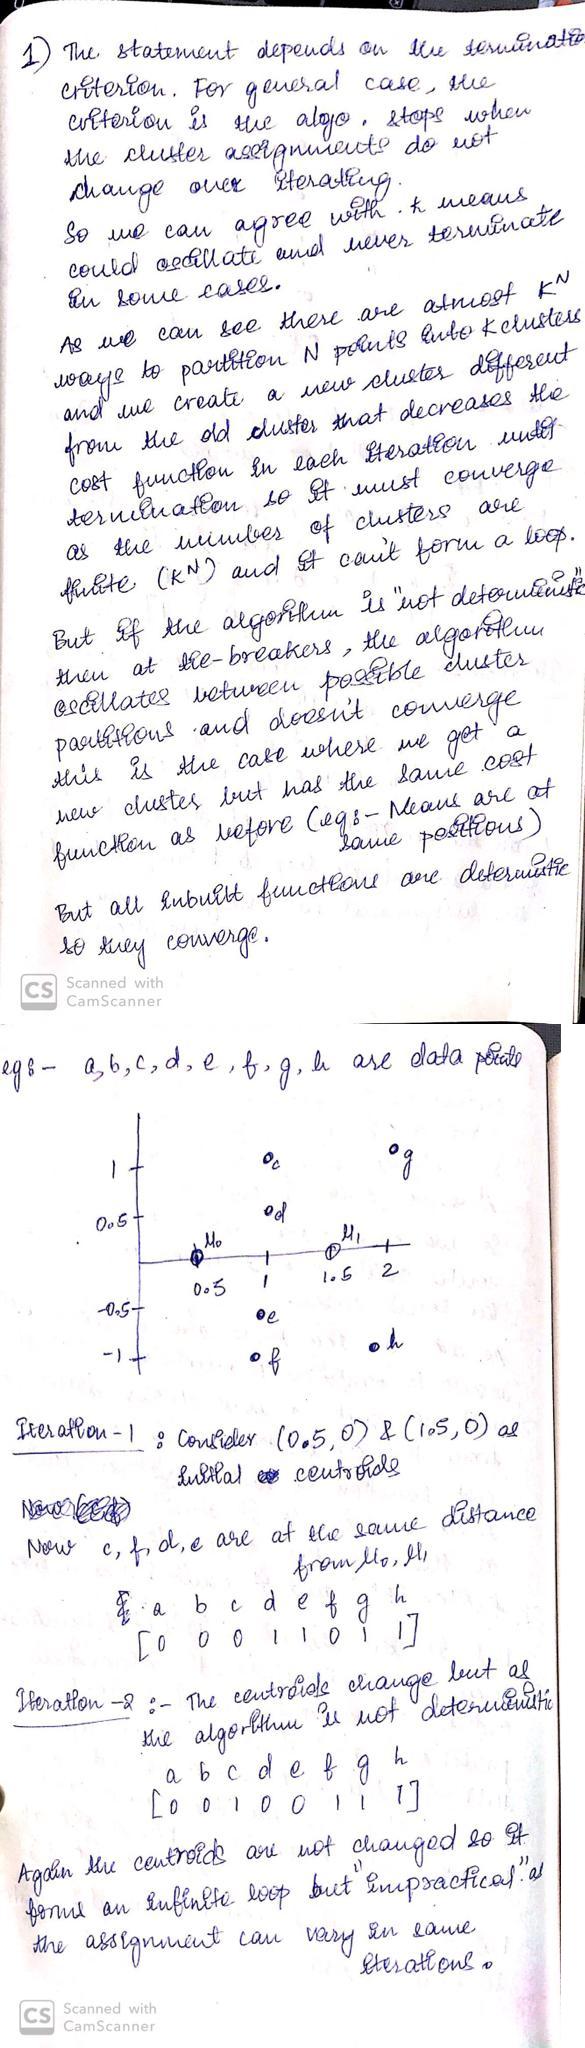 1) The statement depends on the terminatio
criterion. For general case, the
criterion is the algo. stops when
the cluster assignments do not
change over iterating.
So we can agree with k means
could oscillate and never terminate
in some cases.
As we can see there are atmost K^N
ways to partition N points into K clusters
and we create a new cluster different
from the old cluster that decreases the
cost function in each iteration until
termination so it must converge
as the number of clusters are
finite (K^N) and it can't form a loop.
But if the algorithm is "not deterministic"
then at tie-breakers, the algorithm
oscillates between possible cluster
partitions and doesn't converge
this is the case where we get a
new cluster but has the same cost
function as before (eg:- Means are at
same positions)
But all inbuilt functions are determistic
so they converge.
CS Scanned with
CamScanner
eg:- a, b, c, d, e, f, g, h are data points
1 c g
0.5 d
μ0 μ1
0.5 1 1.5 2
-0.5 e
-1 f h
Iteration-1 : Consider (0.5, 0) & (1.5, 0) as
initial centroids
Now c, f, d, e are at the same distance
from μ0, μ1
a b c d e f g h
[0 0 0 1 1 0 1 1]
Iteration-2 :- The centroids change but as
the algorithm is not deterministic
a b c d e f g h
[0 0 1 0 0 1 1 1]
Again the centroids are not changed so it
forms an infinite loop but "impractical" as
the assignment can vary in same
iterations.
CS Scanned with
CamScanner